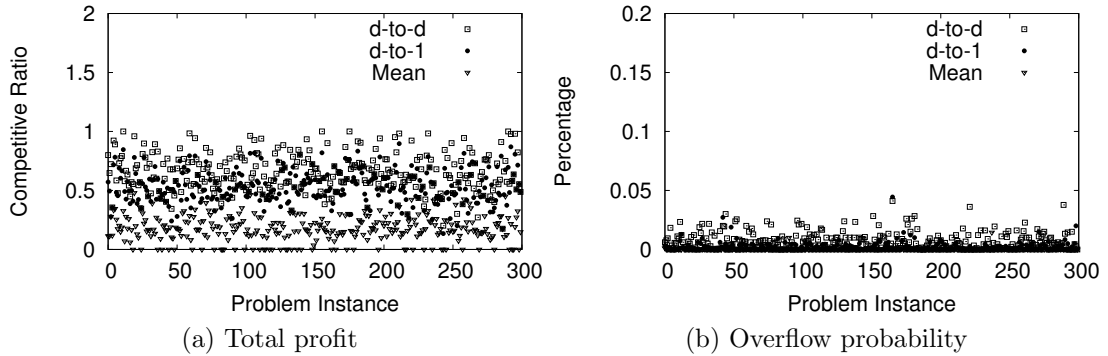 2
1.5
1
0.5
0
0 50 100 150 200 250 300
Competitive Ratio
Problem Instance
d-to-d
d-to-1
Mean
(a) Total profit
0.2
0.15
0.1
0.05
0
0 50 100 150 200 250 300
Percentage
Problem Instance
d-to-d
d-to-1
Mean
(b) Overflow probability